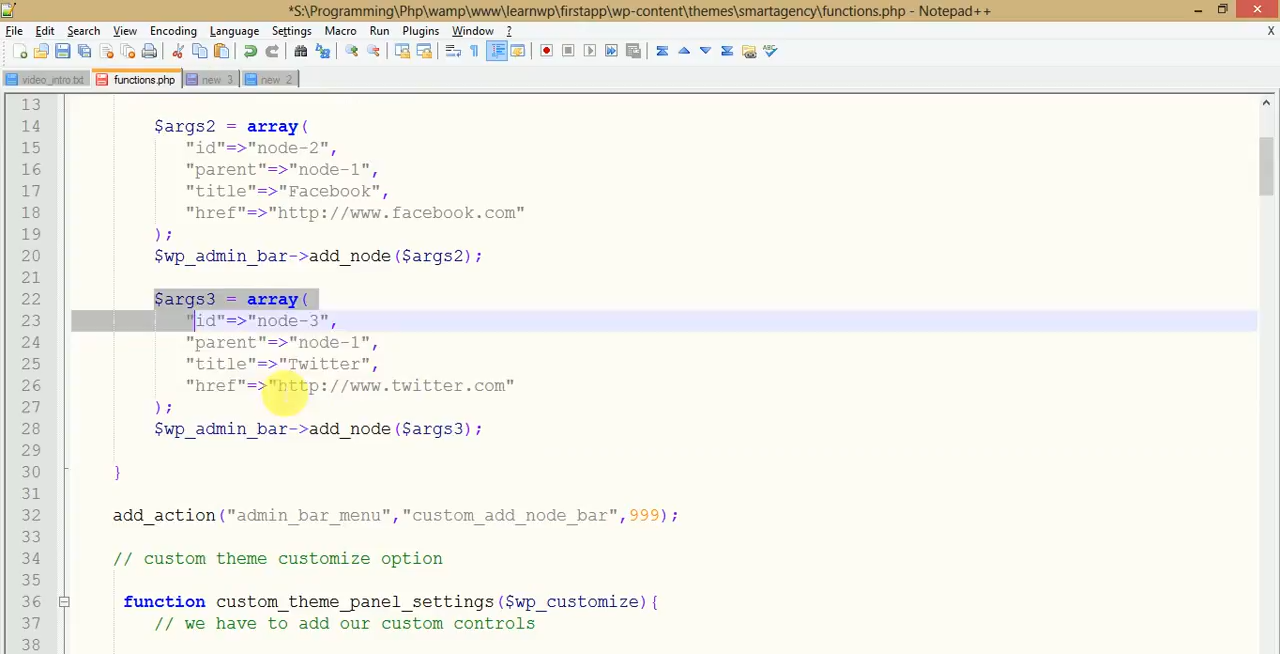 *S:\Programming\Php\wamp\www\learnwp\firstapp\wp-content\themes\smartagency\functions.php - Notepad++
File Edit Search View Encoding Language Settings Macro Run Plugins Window ? X
video_intro.txt functions.php new 3 new 2
13
14 $args2 = array(
15 "id"=>"node-2",
16 "parent"=>"node-1",
17 "title"=>"Facebook",
18 "href"=>"http://www.facebook.com"
19 );
20 $wp_admin_bar->add_node($args2);
21
22 $args3 = array(
23 "id"=>"node-3",
24 "parent"=>"node-1",
25 "title"=>"Twitter",
26 "href"=>"http://www.twitter.com"
27 );
28 $wp_admin_bar->add_node($args3);
29
30 }
31
32 add_action("admin_bar_menu","custom_add_node_bar",999);
33
34 // custom theme customize option
35
36 function custom_theme_panel_settings($wp_customize){
37 // we have to add our custom controls
38